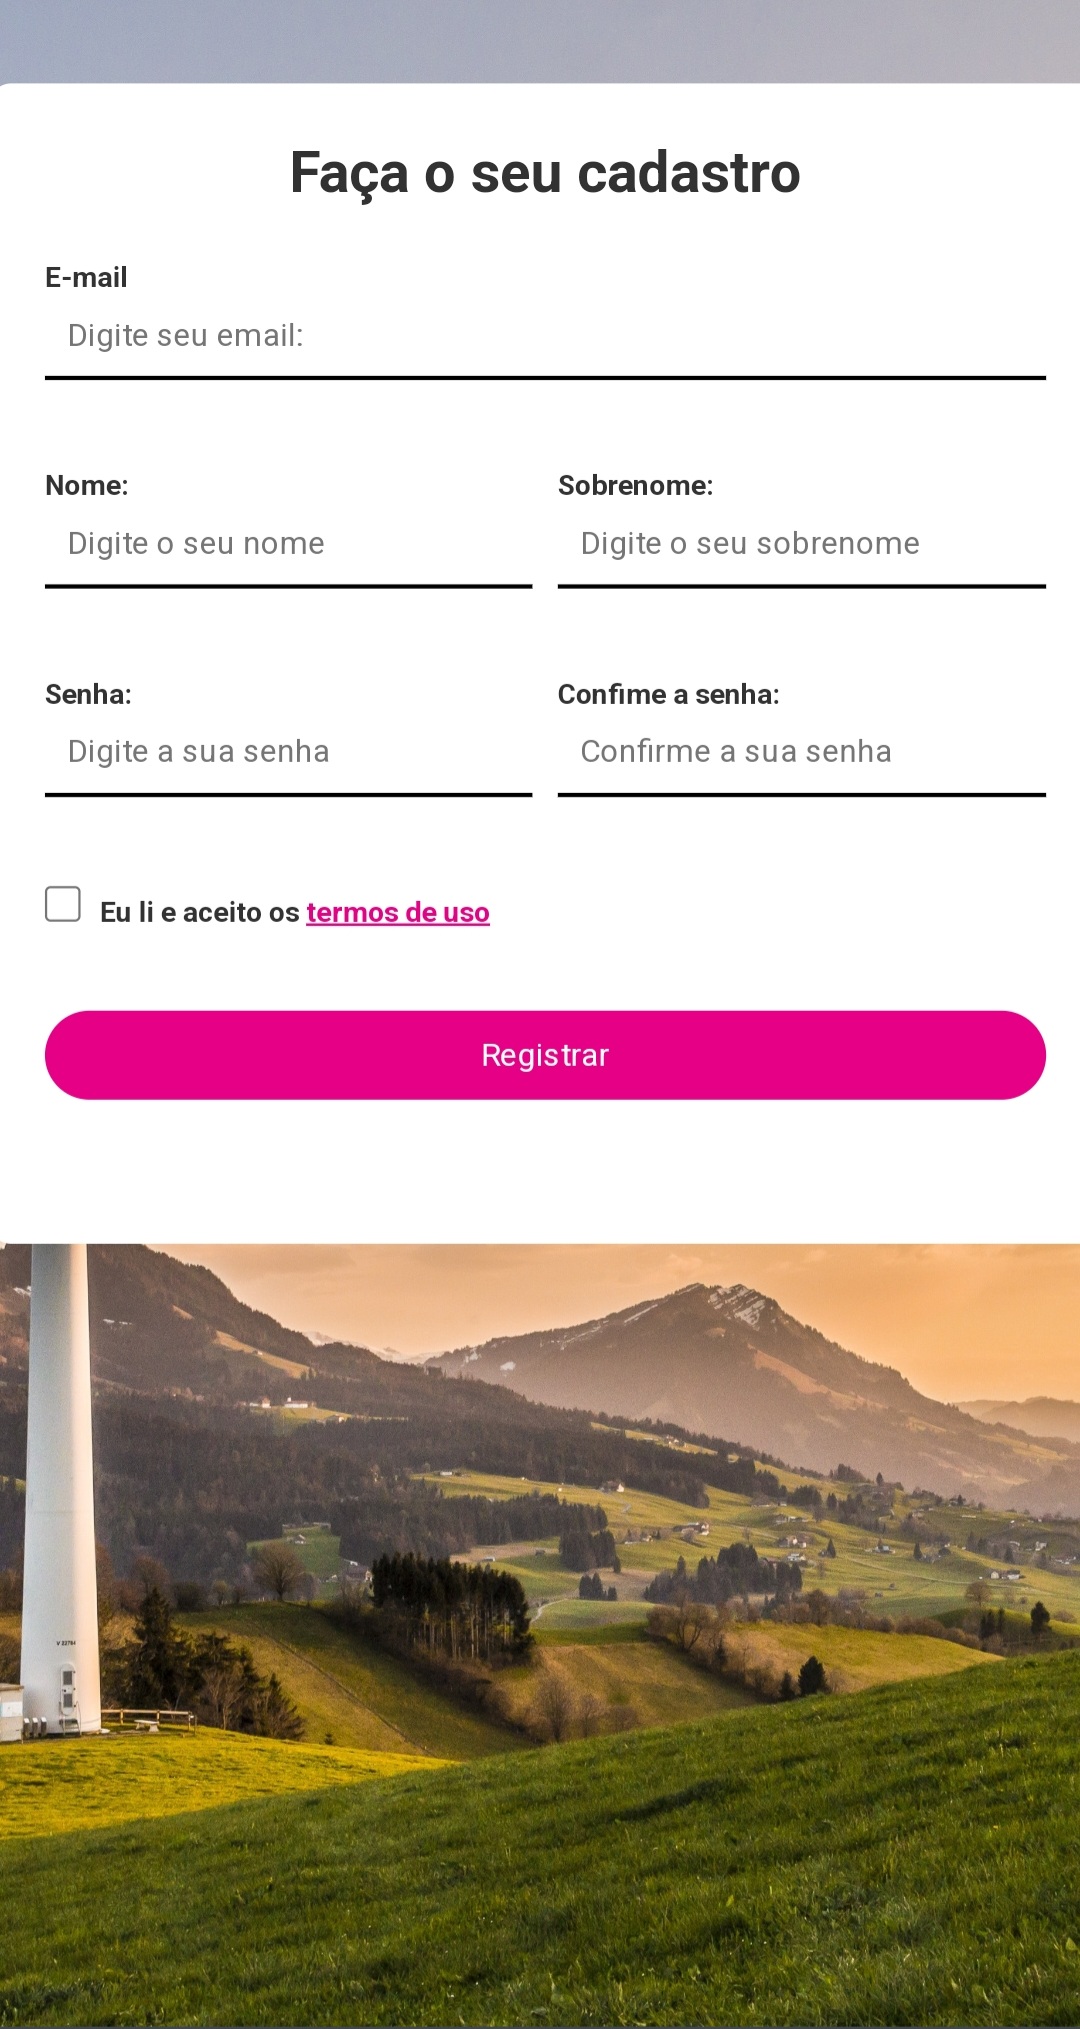 Faça o seu cadastro
E-mail
Digite seu email:
Nome:
Sobrenome:
Digite o seu nome
Digite o seu sobrenome
Senha:
Confime a senha:
Digite a sua senha
Confirme a sua senha
Eu li e aceito os termos de uso
Registrar